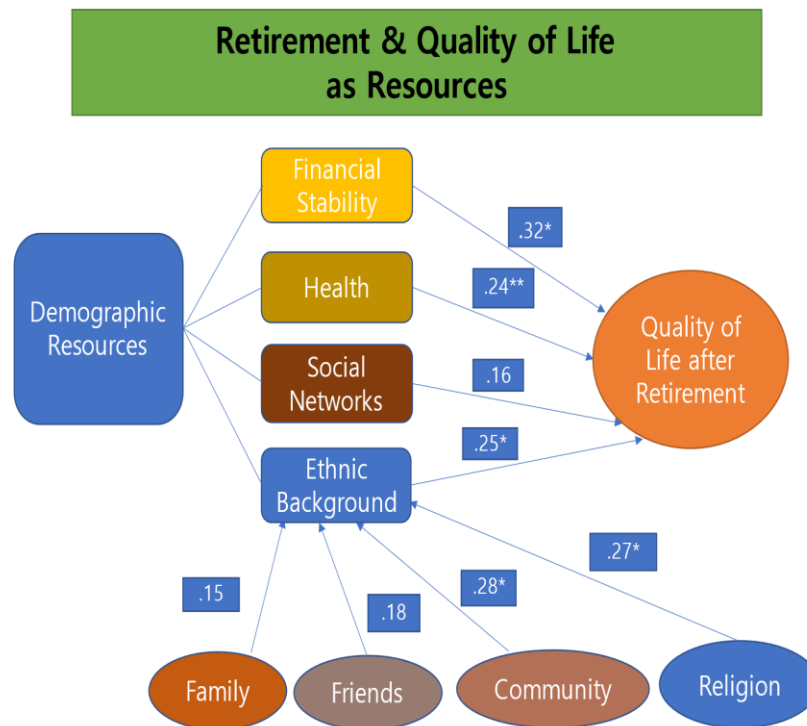 Retirement & Quality of Life
as Resources
Financial
Stability
.32*
Health
.24**
Demographic
Resources
Quality of
Life after
Retirement
Social
Networks
.16
Ethnic
Background
.25*
.27*
.15
.18
.28*
Family
Friends
Community
Religion